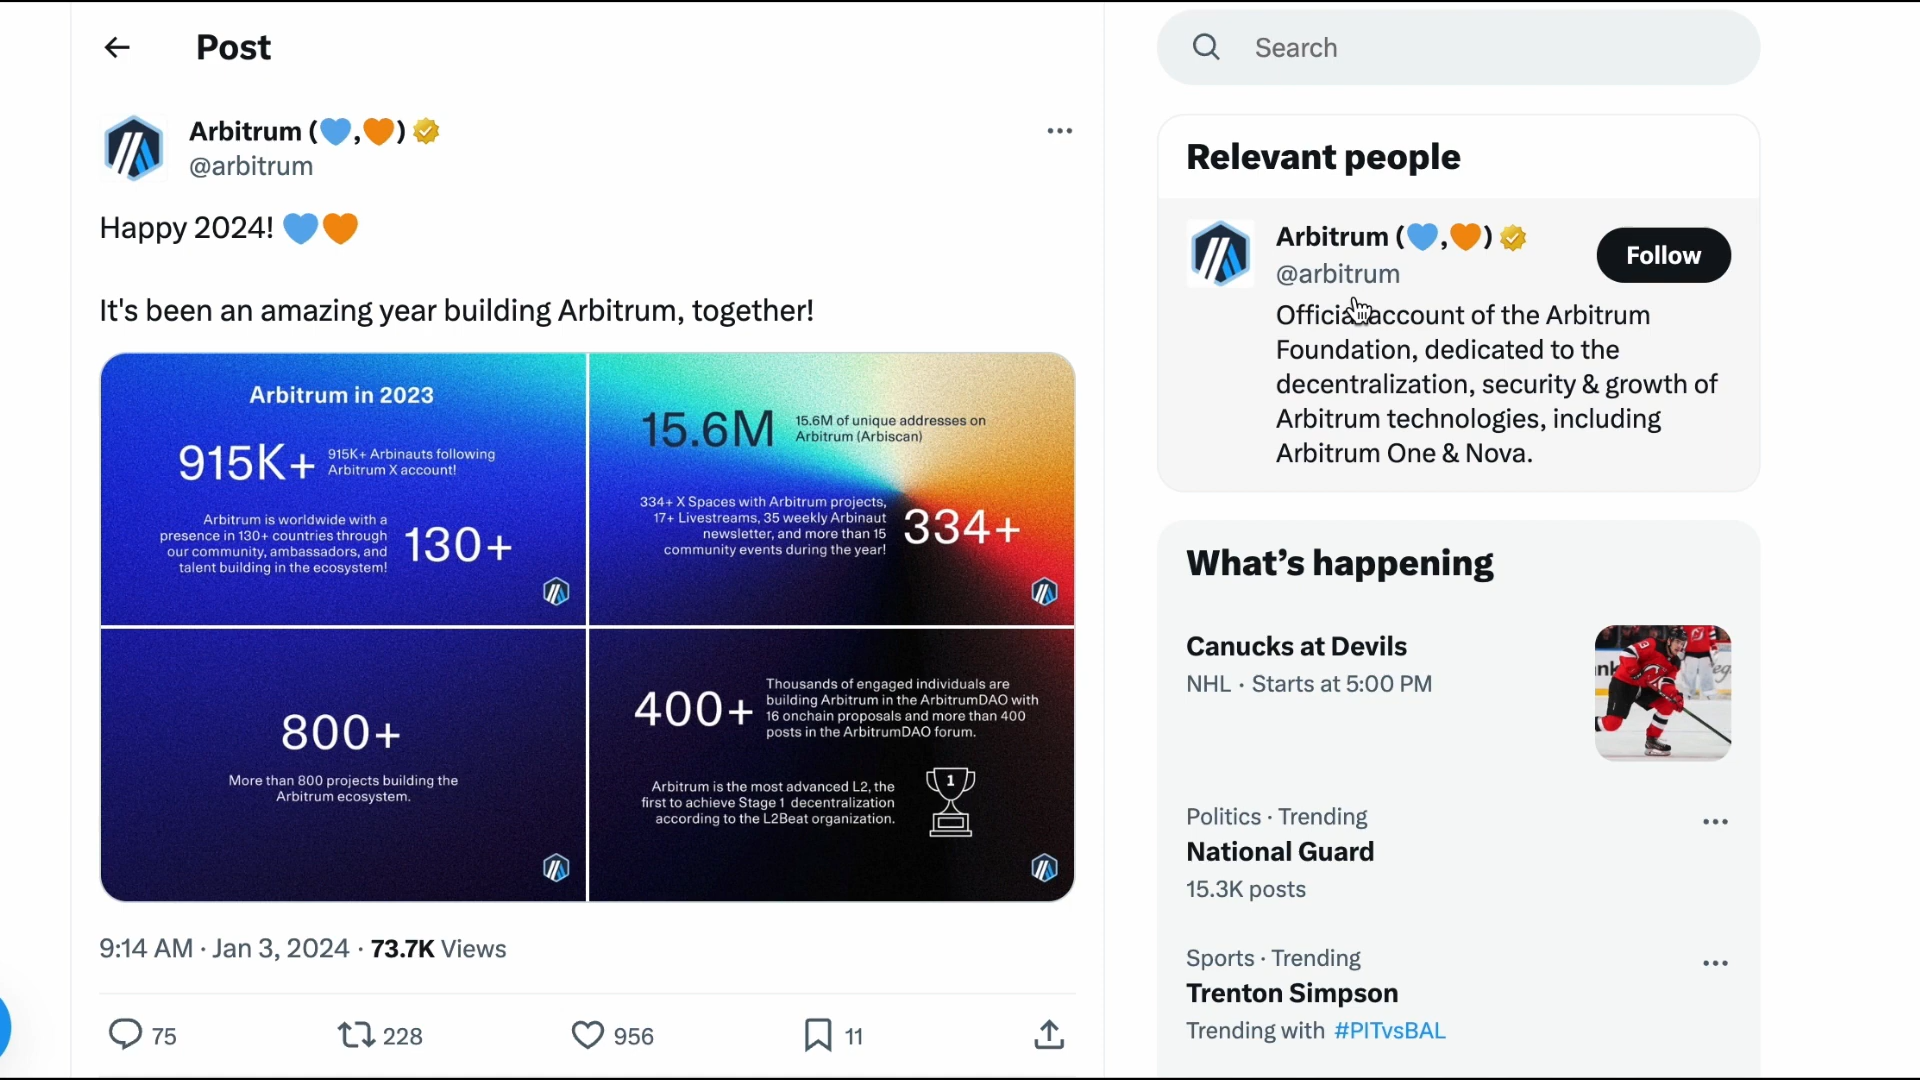 Post
Arbitrum (💙,🧡)
@arbitrum
Happy 2024! 💙🧡
It's been an amazing year building Arbitrum, together!
Arbitrum in 2023
915K+
915K+ Arbinauts following
Arbitrum X account!
Arbitrum is worldwide with a
presence in 130+ countries through
our community, ambassadors, and
talent building in the ecosystem!
130+
15.6M
15.6M of unique addresses on
Arbitrum (Arbiscan)
334+ X Spaces with Arbitrum projects,
17+ Livestreams, 35 weekly Arbinaut
newsletter, and more than 15
community events during the year!
334+
800+
More than 800 projects building the
Arbitrum ecosystem.
400+
Thousands of engaged individuals are
building Arbitrum in the ArbitrumDAO with
16 onchain proposals and more than 400
posts in the ArbitrumDAO forum.
Arbitrum is the most advanced L2, the
first to achieve Stage 1 decentralization
according to the L2Beat organization.
1
9:14 AM · Jan 3, 2024 · 73.7K Views
75 228 956 11
Search
Relevant people
Arbitrum (💙,🧡)
@arbitrum
Follow
Official account of the Arbitrum
Foundation, dedicated to the
decentralization, security & growth of
Arbitrum technologies, including
Arbitrum One & Nova.
What's happening
Canucks at Devils
NHL · Starts at 5:00 PM
Politics · Trending
National Guard
15.3K posts
Sports · Trending
Trenton Simpson
Trending with #PITvsBAL